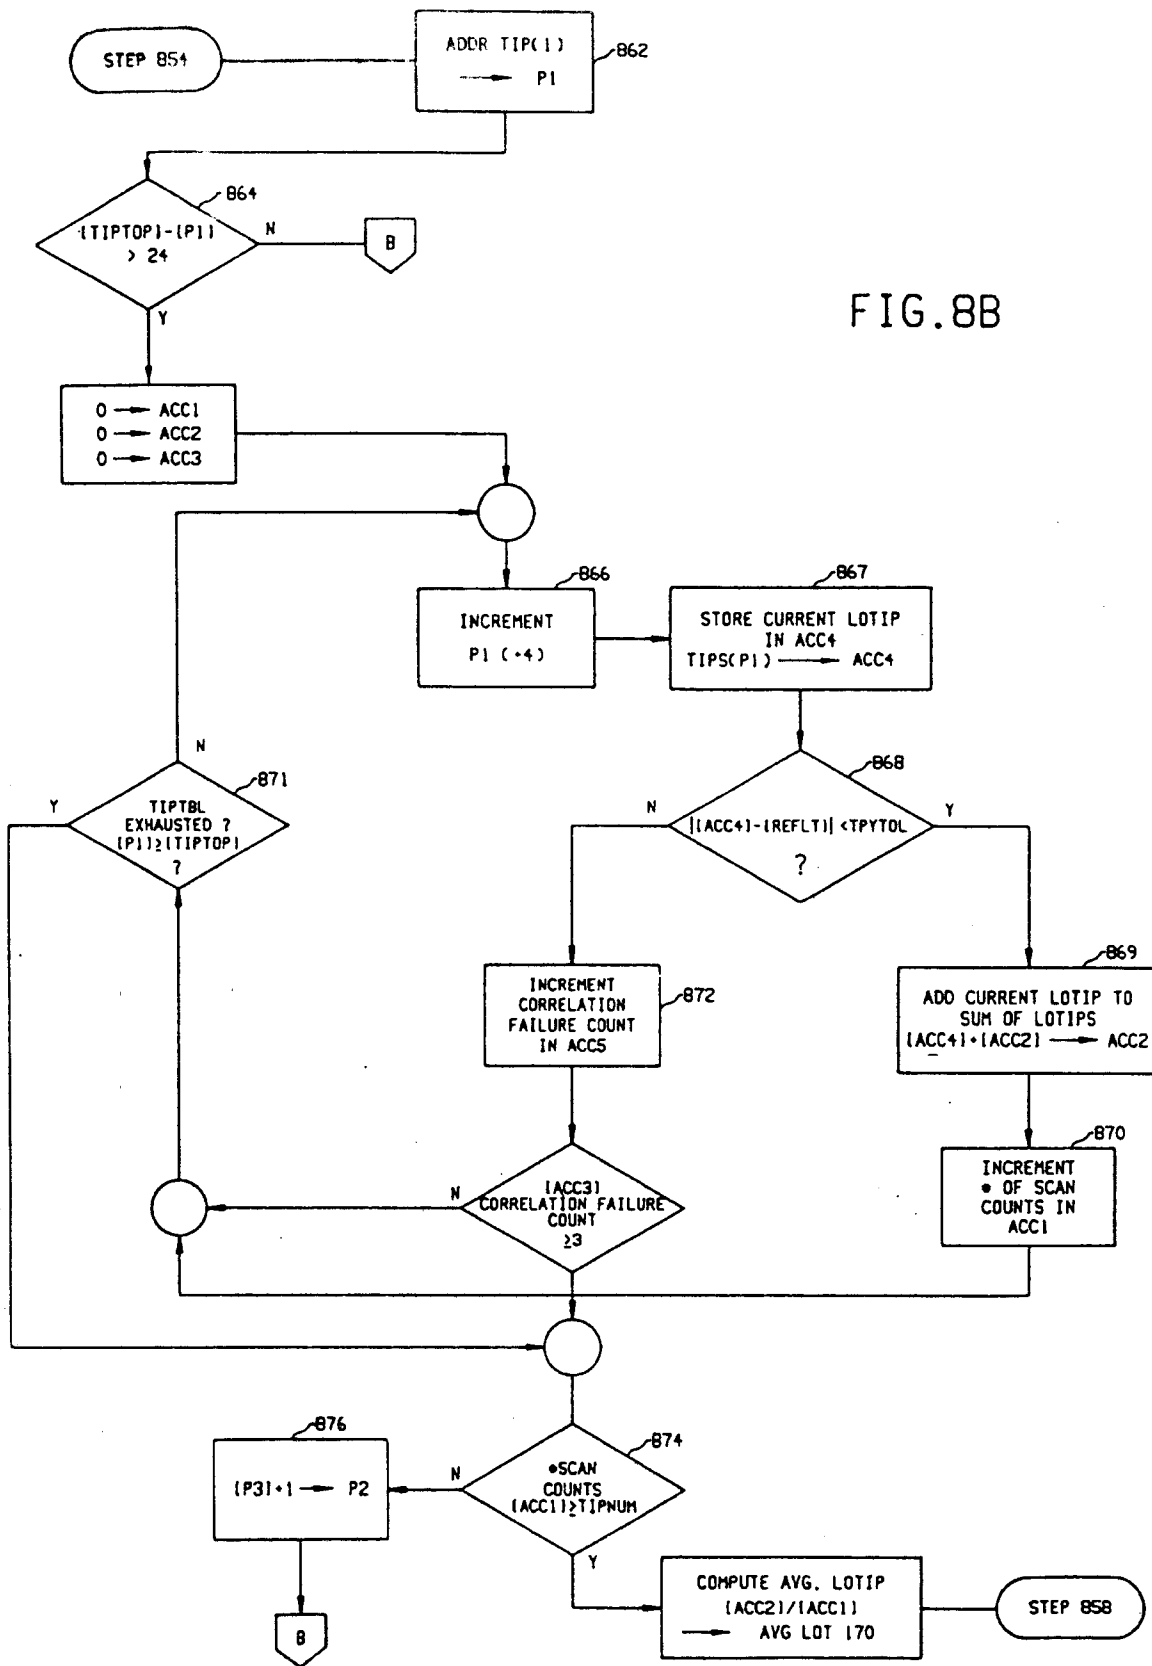 STEP 854
ADDR TIP(1)
→ P1
862
864
[TIPTOP]-[P1]
> 24
N
B
Y
FIG.8B
0 → ACC1
0 → ACC2
0 → ACC3
866
INCREMENT
P1 (+4)
867
STORE CURRENT LOTIP
IN ACC4
TIPS(P1) → ACC4
868
N
|[ACC4]-[REFLT]| <TPYTOL
?
Y
N
871
Y
TIPTBL
EXHAUSTED ?
[P1]≥[TIPTOP]
?
869
ADD CURRENT LOTIP TO
SUM OF LOTIPS
[ACC4]+[ACC2] → ACC2
872
INCREMENT
CORRELATION
FAILURE COUNT
IN ACC5
870
INCREMENT
• OF SCAN
COUNTS IN
ACC1
N
[ACC3]
CORRELATION FAILURE
COUNT
≥3
876
[P3]+1 → P2
874
N
•SCAN
COUNTS
[ACC1]≥TIPNUM
Y
COMPUTE AVG. LOTIP
[ACC2]/[ACC1]
→ AVG LOT 170
STEP 858
B